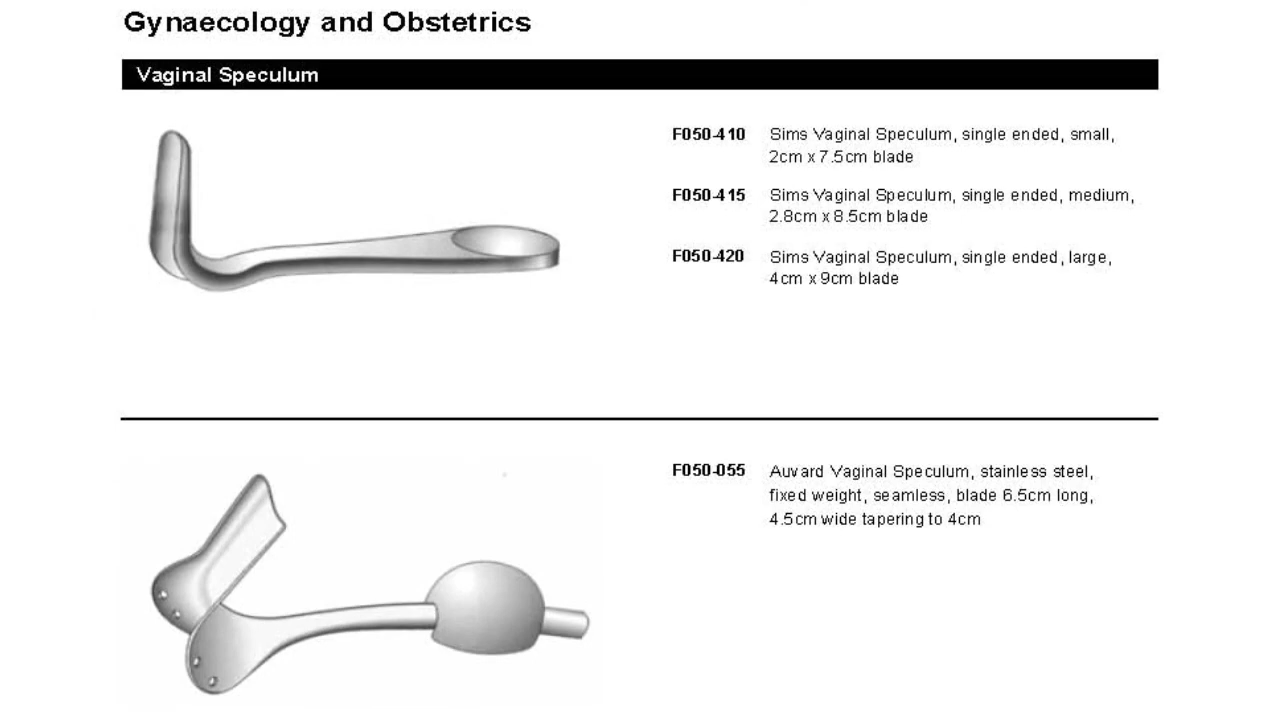 Gynaecology and Obstetrics
Vaginal Speculum
F050-410 Sims Vaginal Speculum, single ended, small,
2cm x 7.5cm blade
F050-415 Sims Vaginal Speculum, single ended, medium,
2.8cm x 8.5cm blade
F050-420 Sims Vaginal Speculum, single ended, large,
4cm x 9cm blade
F050-055 Auvard Vaginal Speculum, stainless steel,
fixed weight, seamless, blade 6.5cm long,
4.5cm wide tapering to 4cm